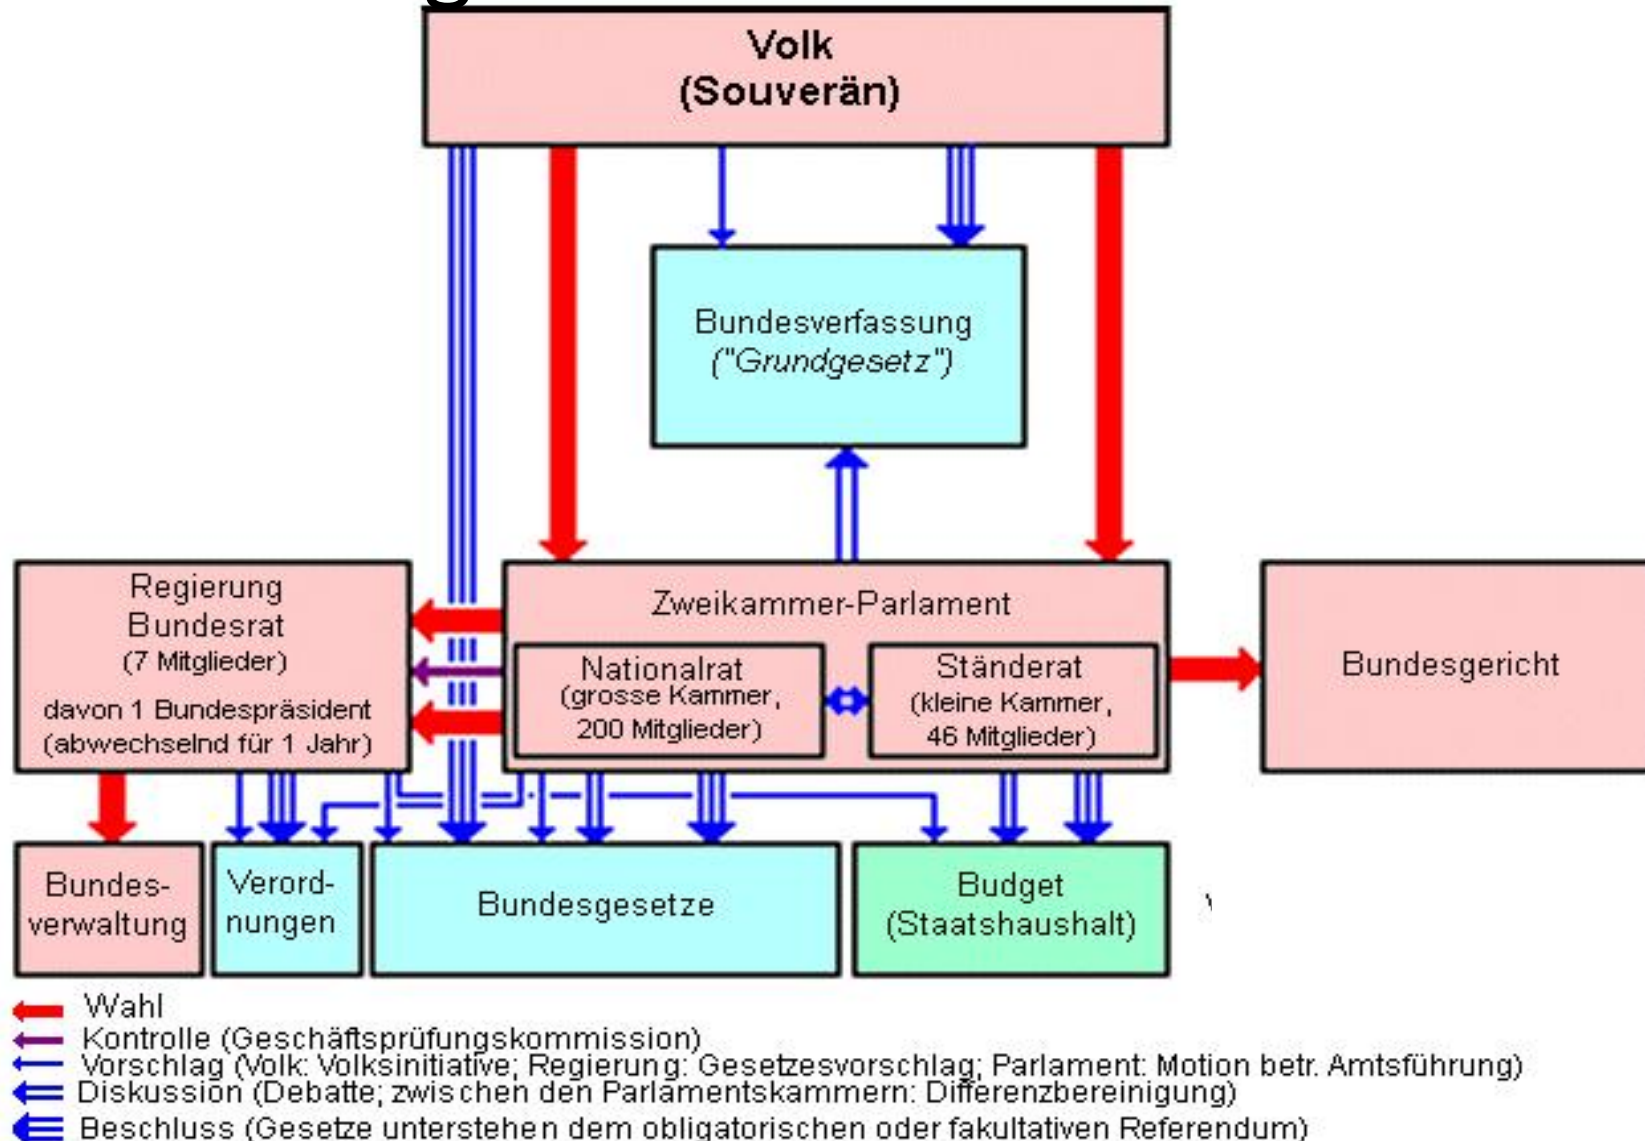 Volk
(Souverän)
Bundesverfassung
("Grundgesetz")
Regierung
Bundesrat
(7 Mitglieder)
davon 1 Bundespräsident
(abwechselnd für 1 Jahr)
Zweikammer-Parlament
Nationalrat
(grosse Kammer,
200 Mitglieder)
Ständerat
(kleine Kammer,
46 Mitglieder)
Bundesgericht
Bundes-
verwaltung
Verord-
nungen
Bundesgesetze
Budget
(Staatshaushalt)
Wahl
Kontrolle (Geschäftsprüfungskommission)
Vorschlag (Volk: Volksinitiative; Regierung: Gesetzesvorschlag; Parlament: Motion betr. Amtsführung)
Diskussion (Debatte; zwischen den Parlamentskammern: Differenzbereinigung)
Beschluss (Gesetze unterstehen dem obligatorischen oder fakultativen Referendum)